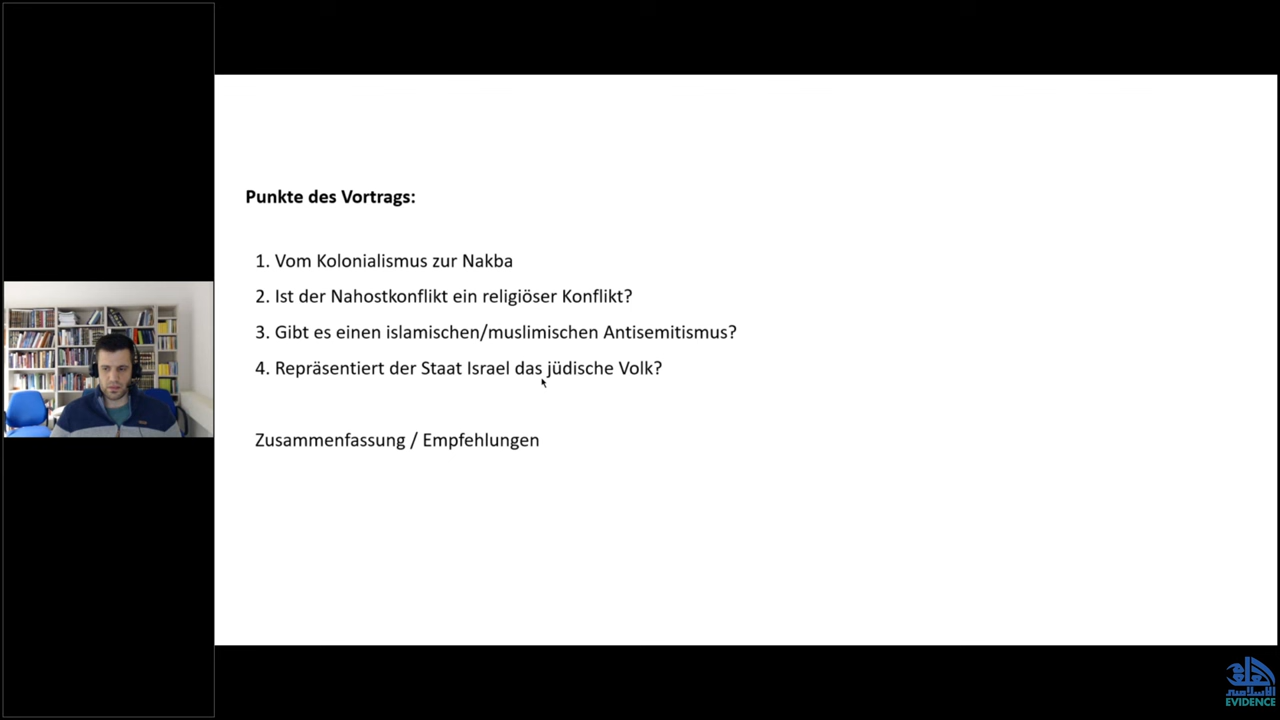 Punkte des Vortrags:
1. Vom Kolonialismus zur Nakba
2. Ist der Nahostkonflikt ein religiöser Konflikt?
3. Gibt es einen islamischen/muslimischen Antisemitismus?
4. Repräsentiert der Staat Israel das jüdische Volk?
Zusammenfassung / Empfehlungen
EVIDENCE